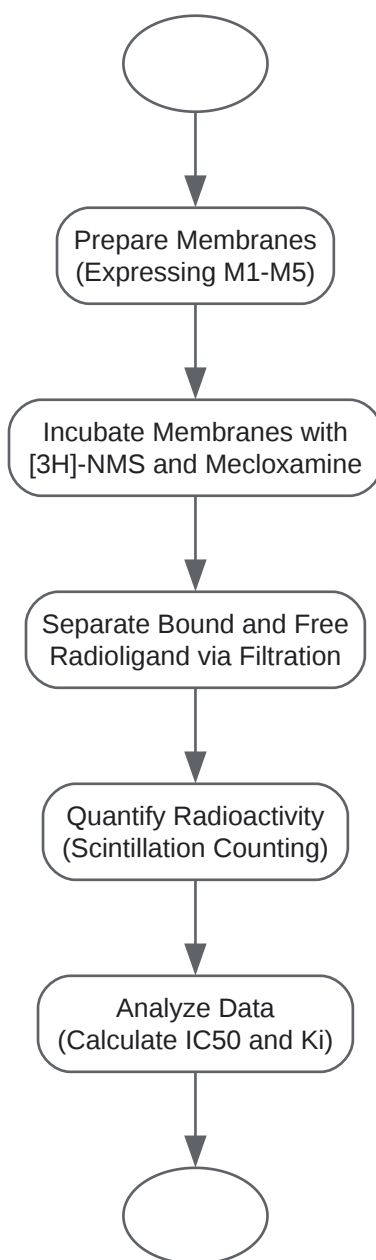 Prepare Membranes
(Expressing M1-M5)
Incubate Membranes with
[3H]-NMS and Mecloxamine
Separate Bound and Free
Radioligand via Filtration
Quantify Radioactivity
(Scintillation Counting)
Analyze Data
(Calculate IC50 and Ki)